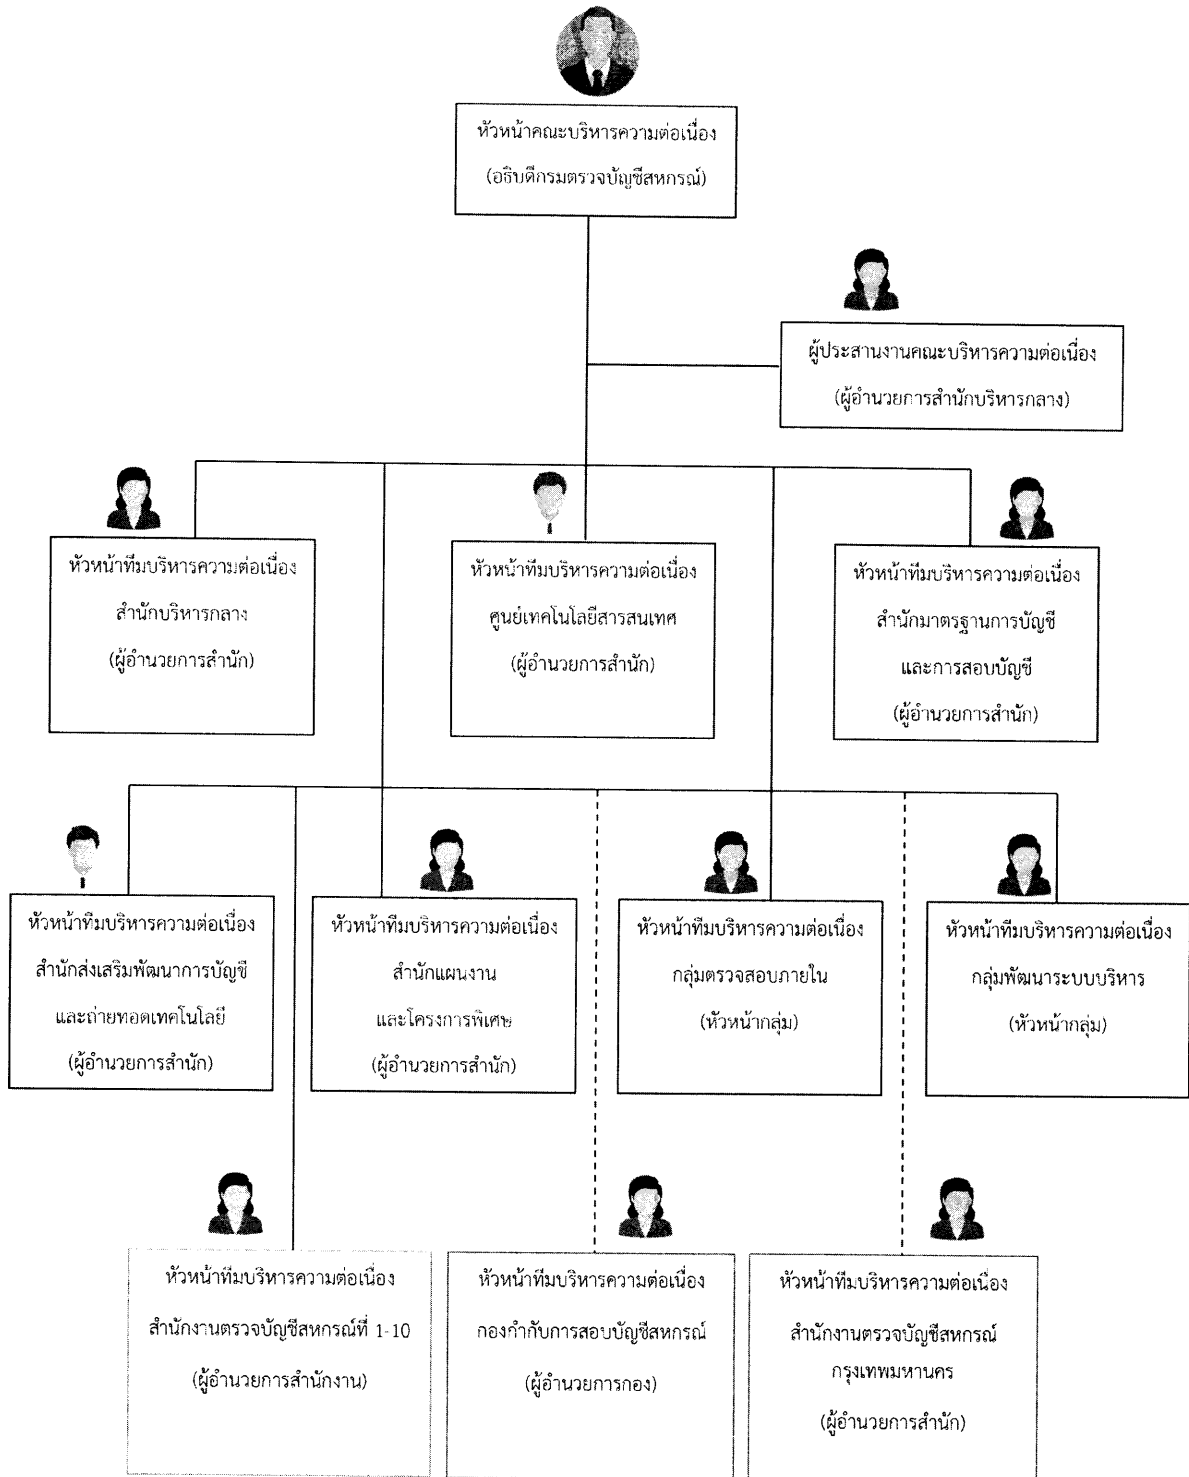 หัวหน้าคณะบริหารความต่อเนื่อง
(อธิบดีกรมตรวจบัญชีสหกรณ์)
ผู้ประสานงานคณะบริหารความต่อเนื่อง
(ผู้อำนวยการสำนักบริหารกลาง)
หัวหน้าทีมบริหารความต่อเนื่อง
สำนักบริหารกลาง
(ผู้อำนวยการสำนัก)
หัวหน้าทีมบริหารความต่อเนื่อง
ศูนย์เทคโนโลยีสารสนเทศ
(ผู้อำนวยการสำนัก)
หัวหน้าทีมบริหารความต่อเนื่อง
สำนักมาตรฐานการบัญชี
และการสอบบัญชี
(ผู้อำนวยการสำนัก)
หัวหน้าทีมบริหารความต่อเนื่อง
สำนักส่งเสริมพัฒนาการบัญชี
และถ่ายทอดเทคโนโลยี
(ผู้อำนวยการสำนัก)
หัวหน้าทีมบริหารความต่อเนื่อง
สำนักแผนงาน
และโครงการพิเศษ
(ผู้อำนวยการสำนัก)
หัวหน้าทีมบริหารความต่อเนื่อง
กลุ่มตรวจสอบภายใน
(หัวหน้ากลุ่ม)
หัวหน้าทีมบริหารความต่อเนื่อง
กลุ่มพัฒนาระบบบริหาร
(หัวหน้ากลุ่ม)
หัวหน้าทีมบริหารความต่อเนื่อง
สำนักงานตรวจบัญชีสหกรณ์ที่ 1-10
(ผู้อำนวยการสำนักงาน)
หัวหน้าทีมบริหารความต่อเนื่อง
กองกำกับการสอบบัญชีสหกรณ์
(ผู้อำนวยการกอง)
หัวหน้าทีมบริหารความต่อเนื่อง
สำนักงานตรวจบัญชีสหกรณ์
กรุงเทพมหานคร
(ผู้อำนวยการสำนัก)